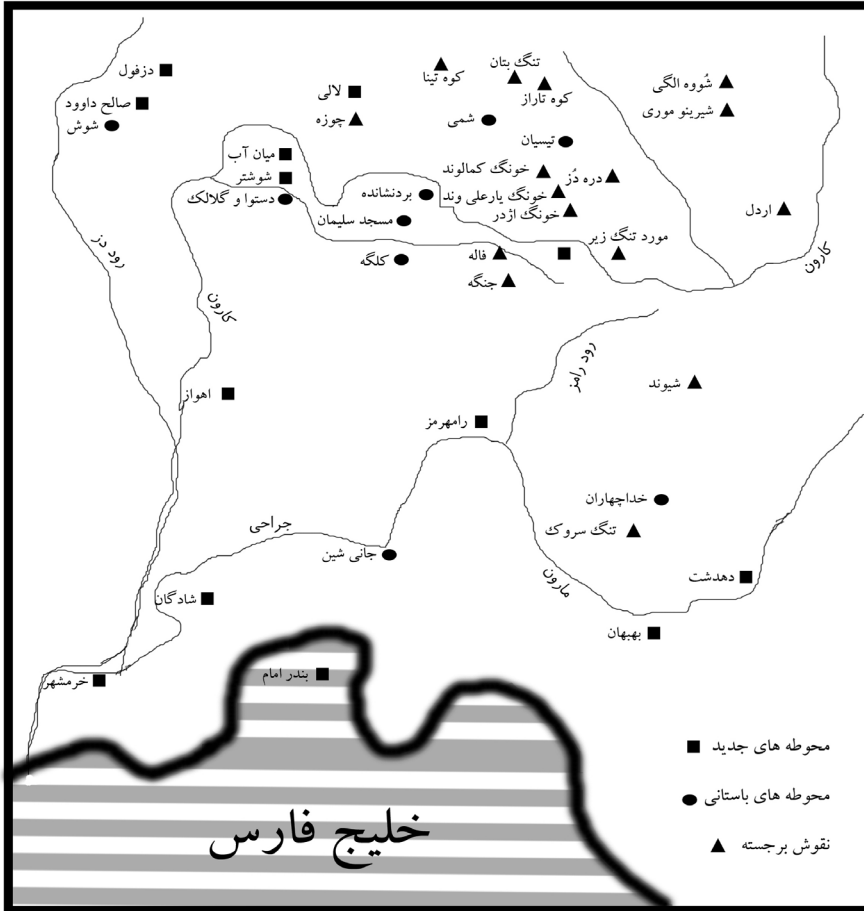 دزفول
صالح داوود
شوش
کوه تینا
تنگ بتان
کوه تاراز
شُووه الگی
شیرینو موری
لالی
چوزه
شمی
تیسیان
میان آب
شوشتر
دستوا و گلالک
بردنشانده
مسجد سلیمان
کلگه
خونگ کمالوند
خونگ یارعلی وند
خونگ اژدر
دره دُز
اردل
مورد تنگ زیر
فاله
جنگه
کارون
رود دز
کارون
رود رامز
شیوند
اهواز
رامهرمز
خداچهاران
تنگ سروک
جراحی
جانی شین
مارون
دهدشت
شادگان
بهبهان
خرمشهر
بندر امام
خلیج فارس
محوطه های جدید
محوطه های باستانی
نقوش برجسته